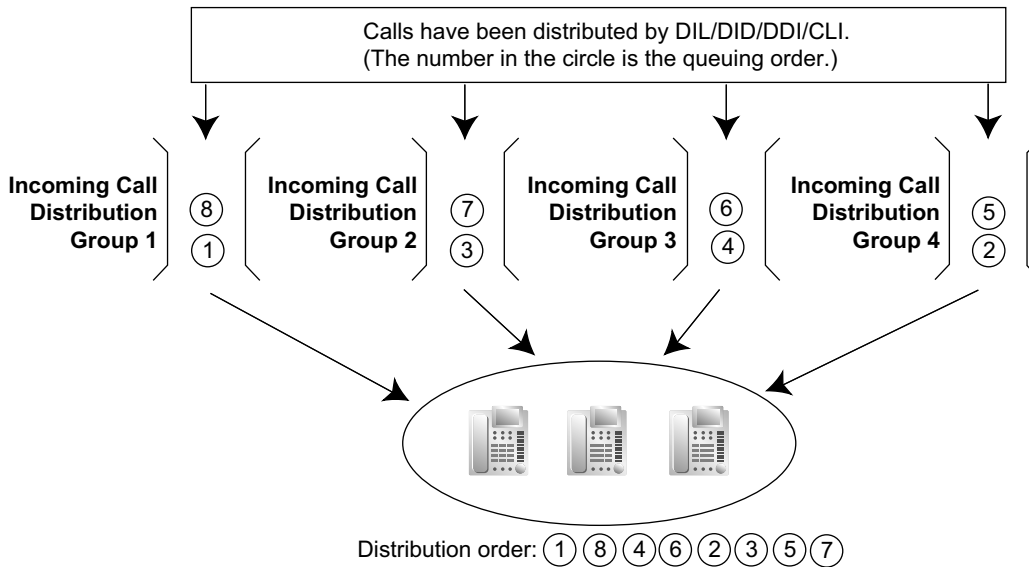 Calls have been distributed by DIL/DID/DDI/CLI.
(The number in the circle is the queuing order.)
Incoming Call
Distribution
Group 1
8
1
Incoming Call
Distribution
Group 2
7
3
Incoming Call
Distribution
Group 3
6
4
Incoming Call
Distribution
Group 4
5
2
Distribution order: 1 8 4 6 2 3 5 7